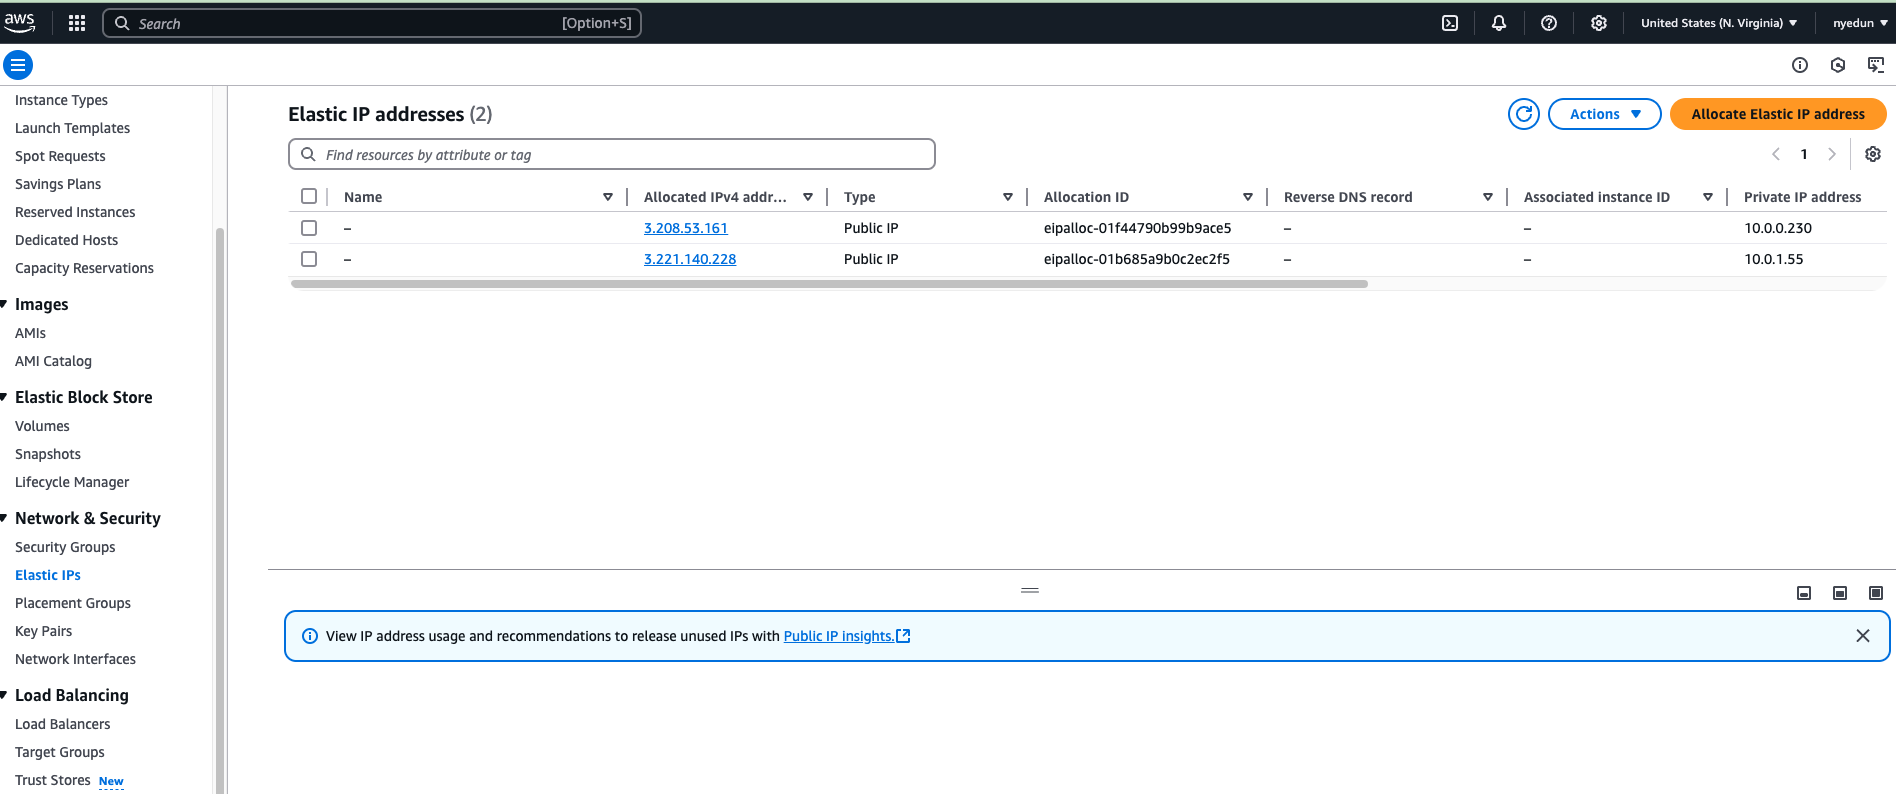 aws
Search [Option+S]
United States (N. Virginia)
nyedun
Instance Types
Launch Templates
Spot Requests
Savings Plans
Reserved Instances
Dedicated Hosts
Capacity Reservations
Images
AMIs
AMI Catalog
Elastic Block Store
Volumes
Snapshots
Lifecycle Manager
Network & Security
Security Groups
Elastic IPs
Placement Groups
Key Pairs
Network Interfaces
Load Balancing
Load Balancers
Target Groups
Trust Stores New
Elastic IP addresses (2)
Actions
Allocate Elastic IP address
Find resources by attribute or tag
1
Name Allocated IPv4 addr... Type Allocation ID Reverse DNS record Associated instance ID Private IP address
– 3.208.53.161 Public IP eipalloc-01f44790b99b9ace5 – – 10.0.0.230
– 3.221.140.228 Public IP eipalloc-01b685a9b0c2ec2f5 – – 10.0.1.55
View IP address usage and recommendations to release unused IPs with Public IP insights.